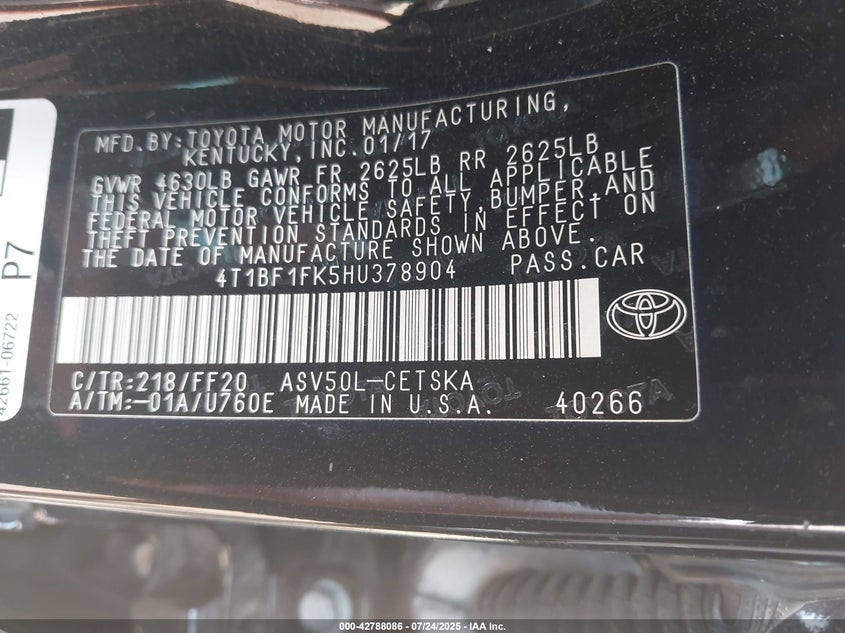 MFD.BY:TOYOTA MOTOR MANUFACTURING,
KENTUCKY,INC.01/17
GVWR 4630LB GAWR FR 2625LB RR 2625LB
THIS VEHICLE CONFORMS TO ALL APPLICABLE
FEDERAL MOTOR VEHICLE SAFETY,BUMPER,AND
THEFT PREVENTION STANDARDS IN EFFECT ON
THE DATE OF MANUFACTURE SHOWN ABOVE.
4T1BF1FK5HU378904 PASS.CAR
C/TR:218/FF20 ASV50L-CETSKA
A/TM:-01A/U760E MADE IN U.S.A. 40266
42661-06722 P7
000-42788086 - 07/24/2025 - IAA Inc.